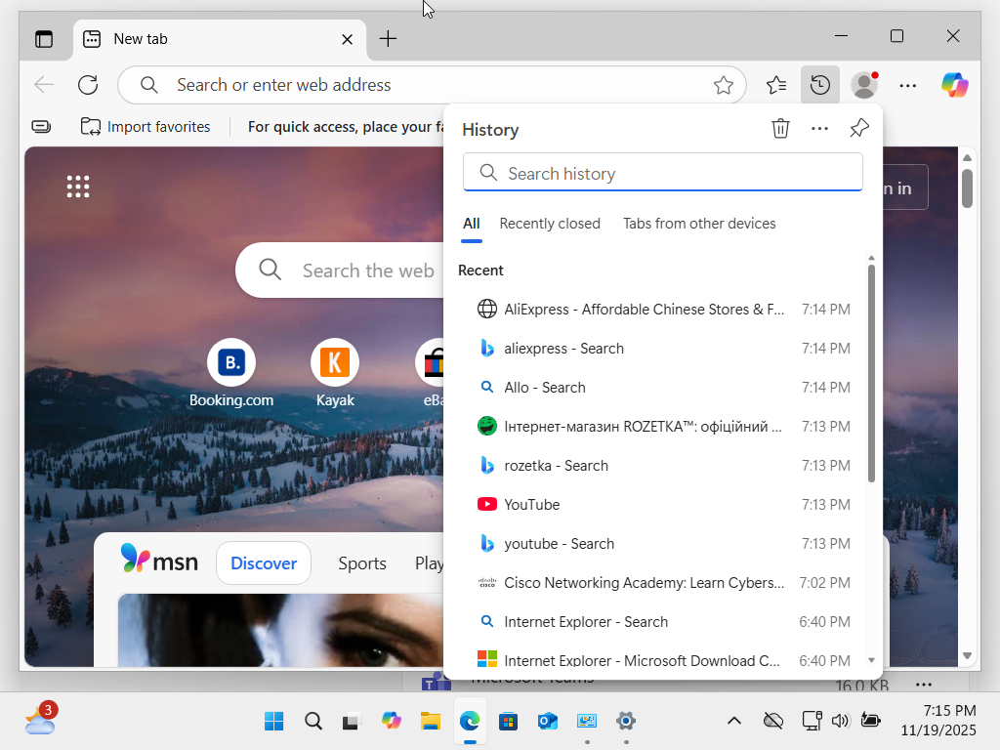 New tab
Search or enter web address
Import favorites
For quick access, place your fa
History
Search history
n in
All
Recently closed
Tabs from other devices
Recent
Search the web
AliExpress - Affordable Chinese Stores & F... 7:14 PM
aliexpress - Search 7:14 PM
Allo - Search 7:14 PM
Інтернет-магазин ROZETKA™: офіційний ... 7:13 PM
rozetka - Search 7:13 PM
YouTube 7:13 PM
youtube - Search 7:13 PM
Cisco Networking Academy: Learn Cybers... 7:02 PM
Internet Explorer - Search 6:40 PM
Internet Explorer - Microsoft Download C... 6:40 PM
B.
K
Booking.com
Kayak
eBa
msn
Discover
Sports
Play
Microsoft Teams
16.0 KB
3
7:15 PM
11/19/2025